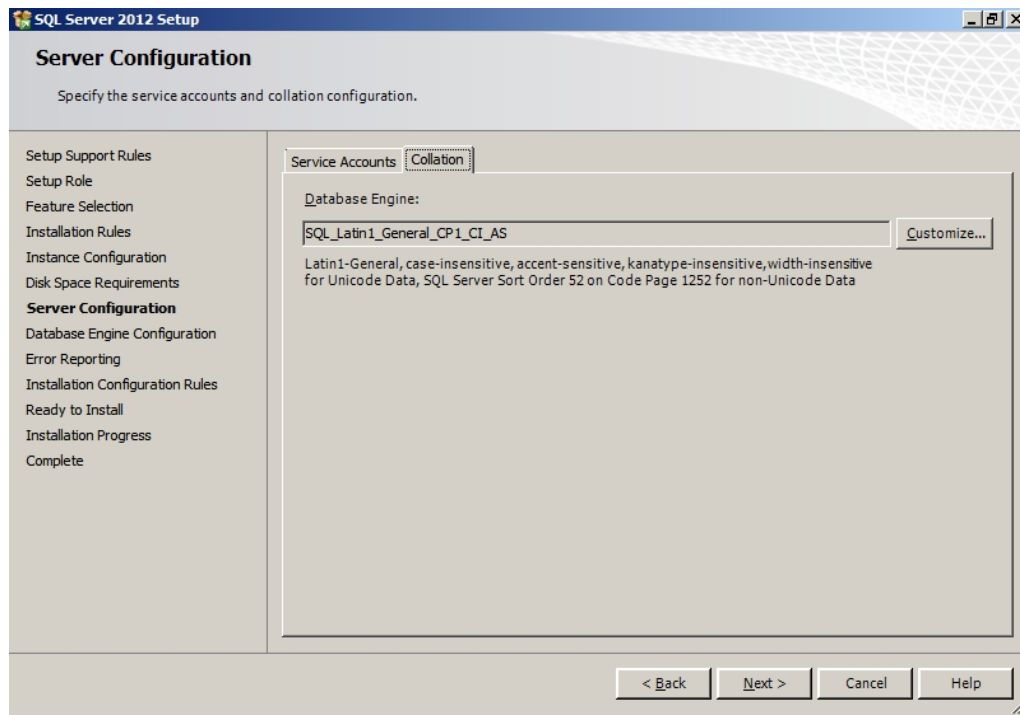 SQL Server 2012 Setup
Server Configuration
Specify the service accounts and collation configuration.
Setup Support Rules
Setup Role
Feature Selection
Installation Rules
Instance Configuration
Disk Space Requirements
Server Configuration
Database Engine Configuration
Error Reporting
Installation Configuration Rules
Ready to Install
Installation Progress
Complete
Service Accounts
Collation
Database Engine:
SQL_Latin1_General_CP1_CI_AS
Customize...
Latin1-General, case-insensitive, accent-sensitive, kanatype-insensitive,width-insensitive
for Unicode Data, SQL Server Sort Order 52 on Code Page 1252 for non-Unicode Data
< Back
Next >
Cancel
Help